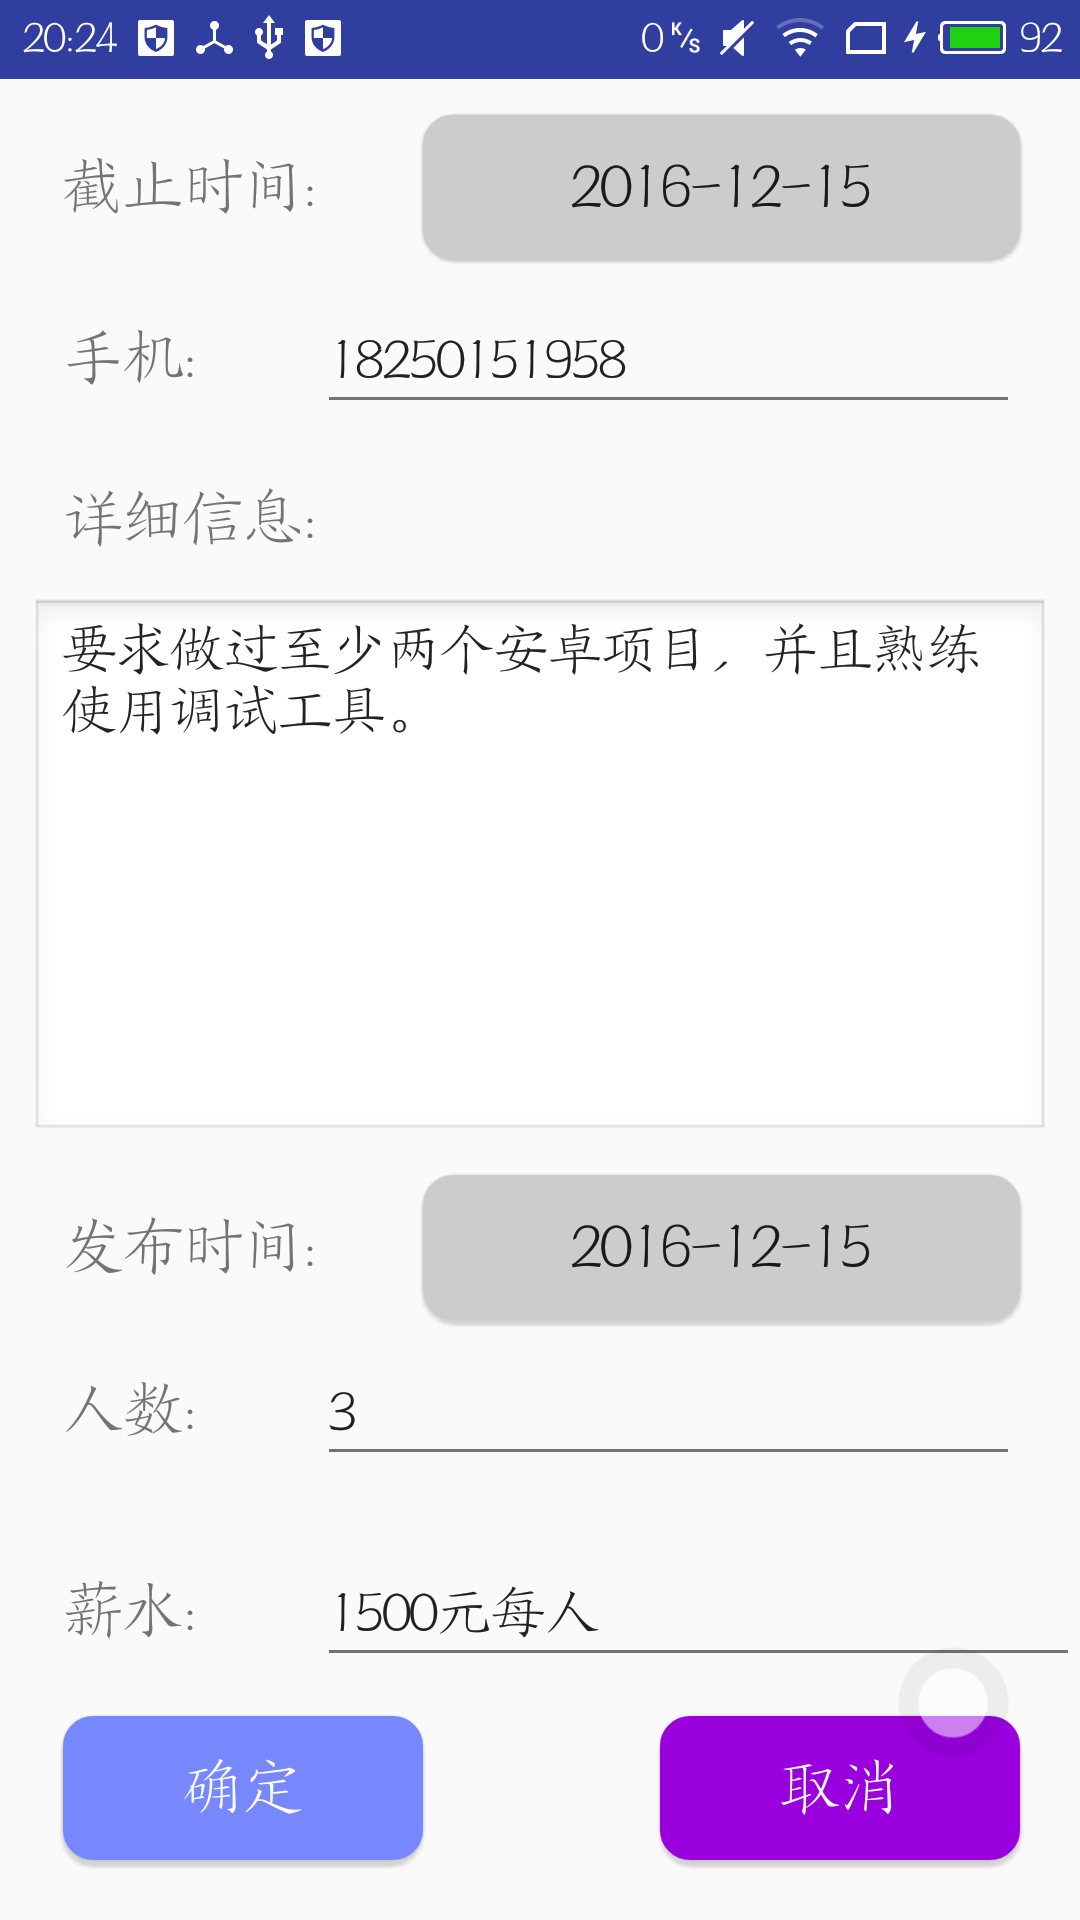 20:24 0 K/S 92
截止时间: 2016-12-15
手机: 18250151958
详细信息:
要求做过至少两个安卓项目，并且熟练
使用调试工具。
发布时间: 2016-12-15
人数: 3
薪水: 1500元每人
确定 取消